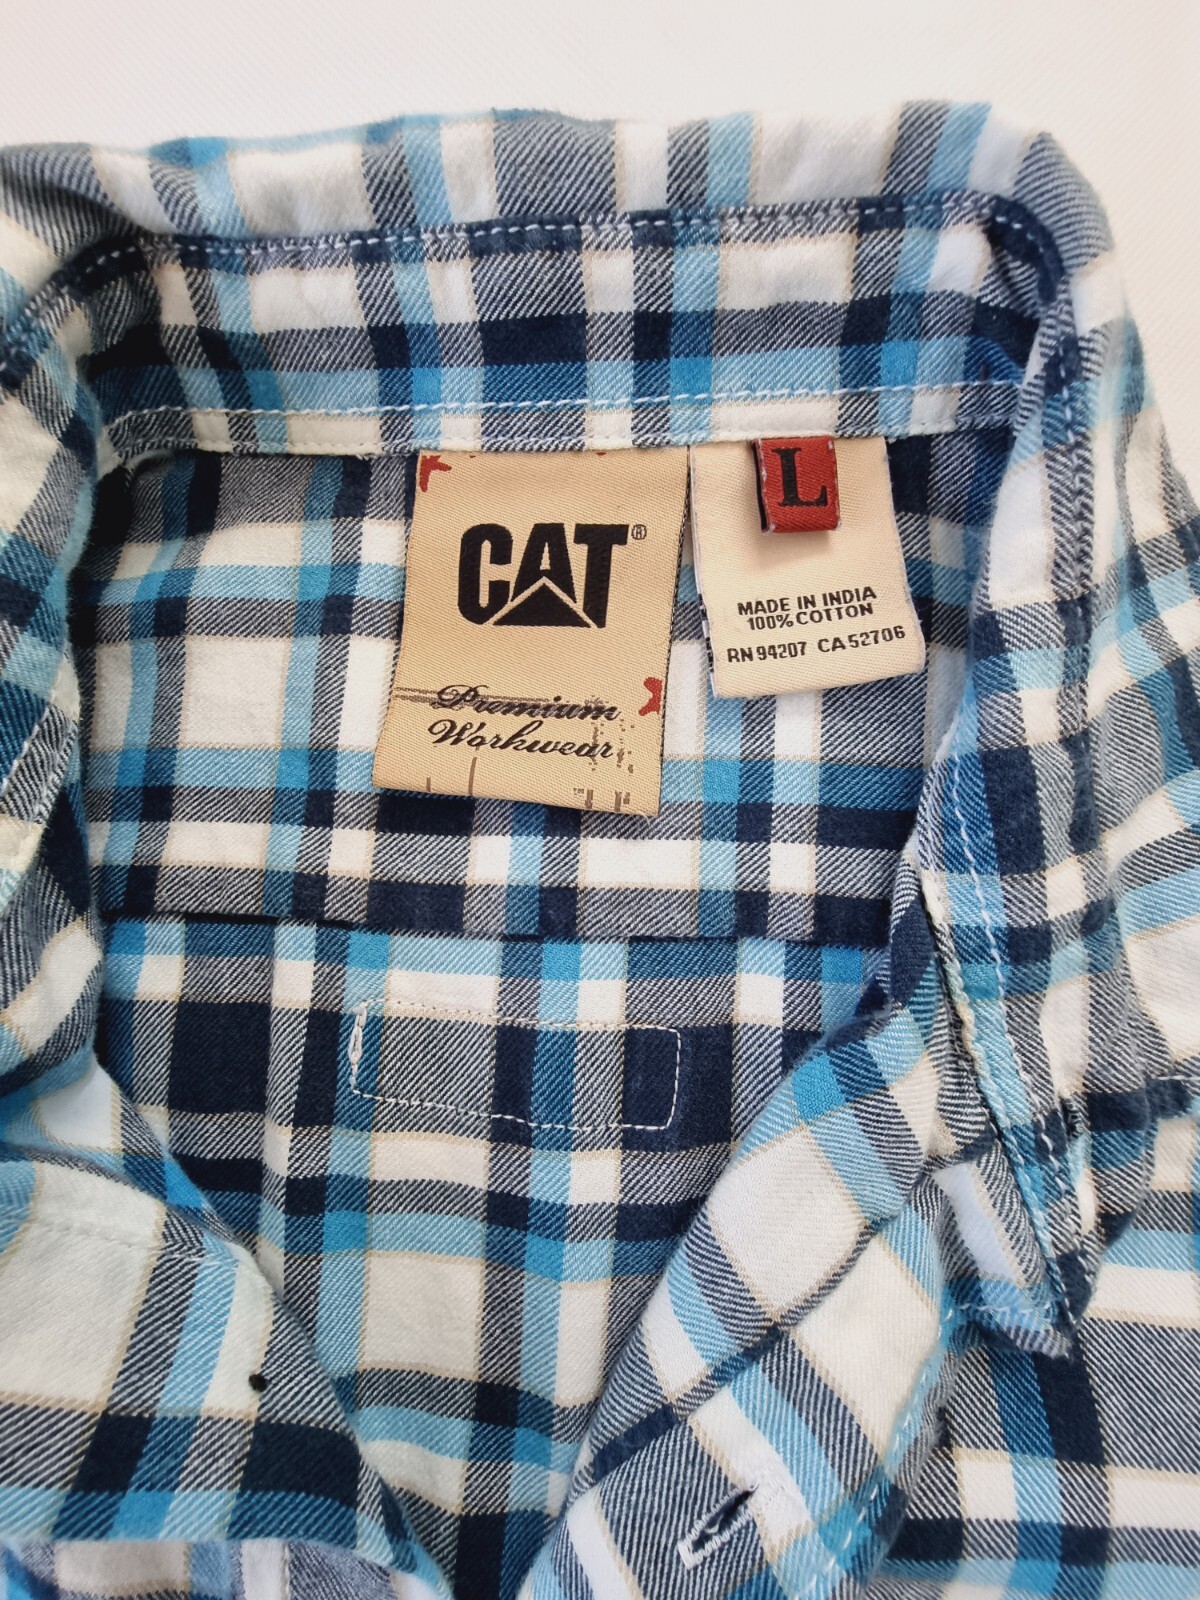 CAT®
Premium
Workwear
L
MADE IN INDIA
100% COTTON
RN 94207 CA 52706